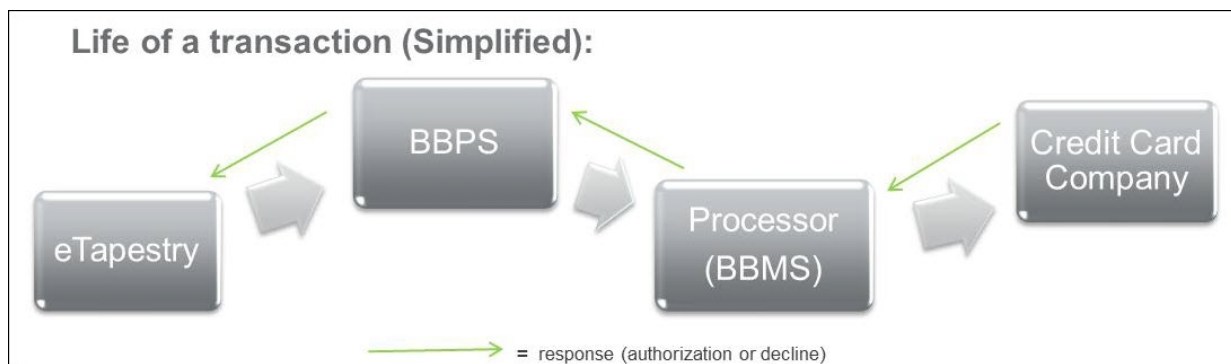 Life of a transaction (Simplified):
eTapestry
BBPS
Processor
(BBMS)
Credit Card
Company
= response (authorization or decline)